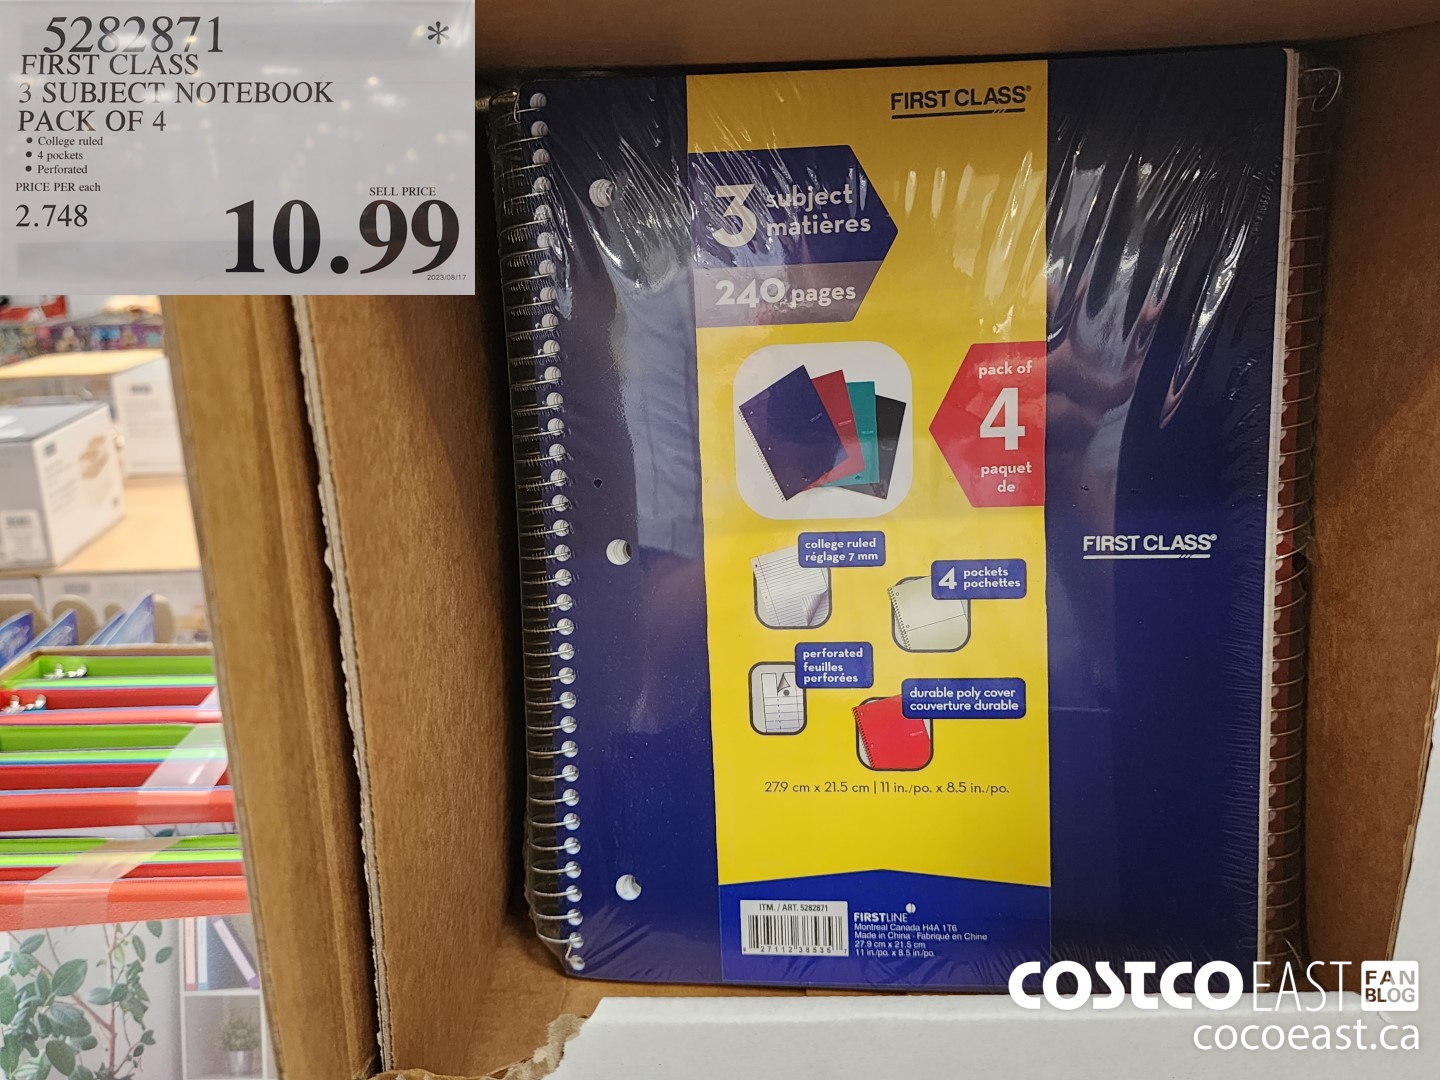 5282871 *
FIRST CLASS
3 SUBJECT NOTEBOOK
PACK OF 4
• College ruled
• 4 pockets
• Perforated
PRICE PER each
2.748
SELL PRICE
10.99
2023/08/17
FIRST CLASS®
3 subject
matières
240 pages
pack of
4
paquet
de
college ruled
réglage 7 mm
4 pockets
pochettes
perforated
feuilles
perforées
durable poly cover
couverture durable
27.9 cm x 21.5 cm | 11 in./po. x 8.5 in./po.
FIRST CLASS®
ITM. / ART. 5282871
FIRSTLINE
Montreal Canada H4A 1T6
Made in China - Fabriqué en Chine
27.9 cm x 21.5 cm
11 in./po. x 8.5 in./po.
COSTCO EAST FAN
BLOG
cocoeast.ca